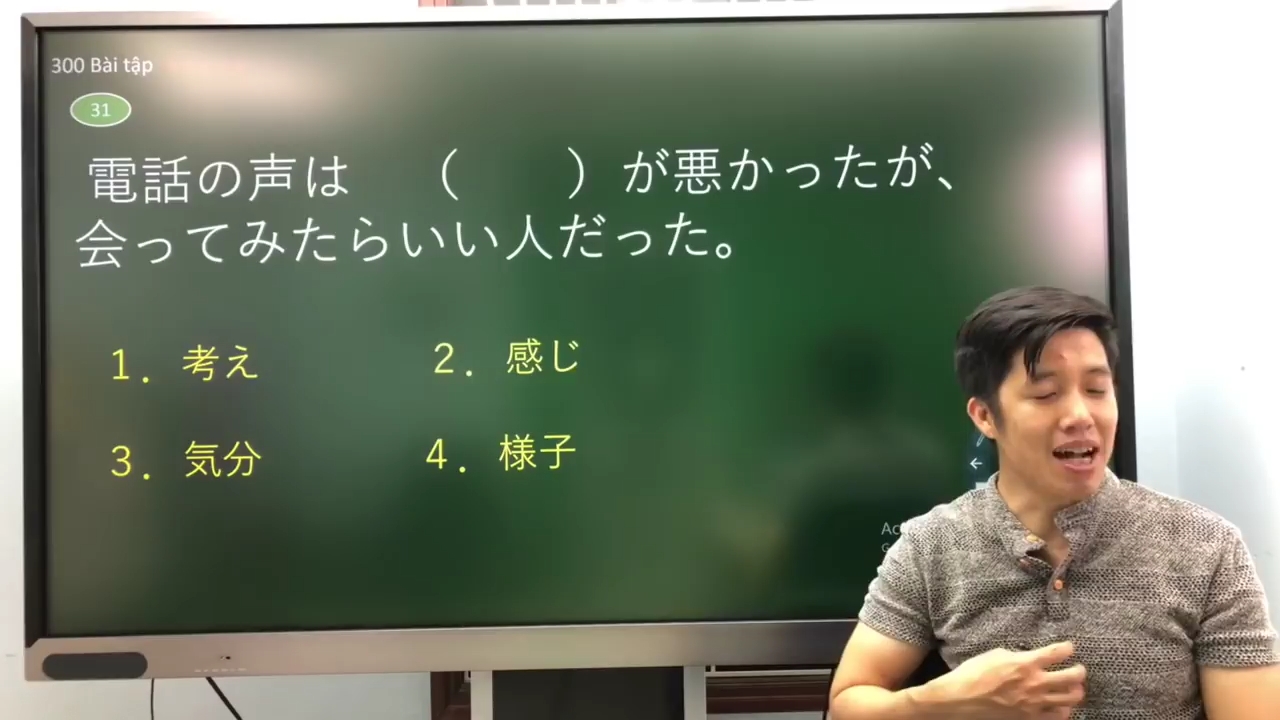 300 Bài tập
31
電話の声は （　　）が悪かったが、
会ってみたらいい人だった。
1．考え 2．感じ
3．気分 4．様子